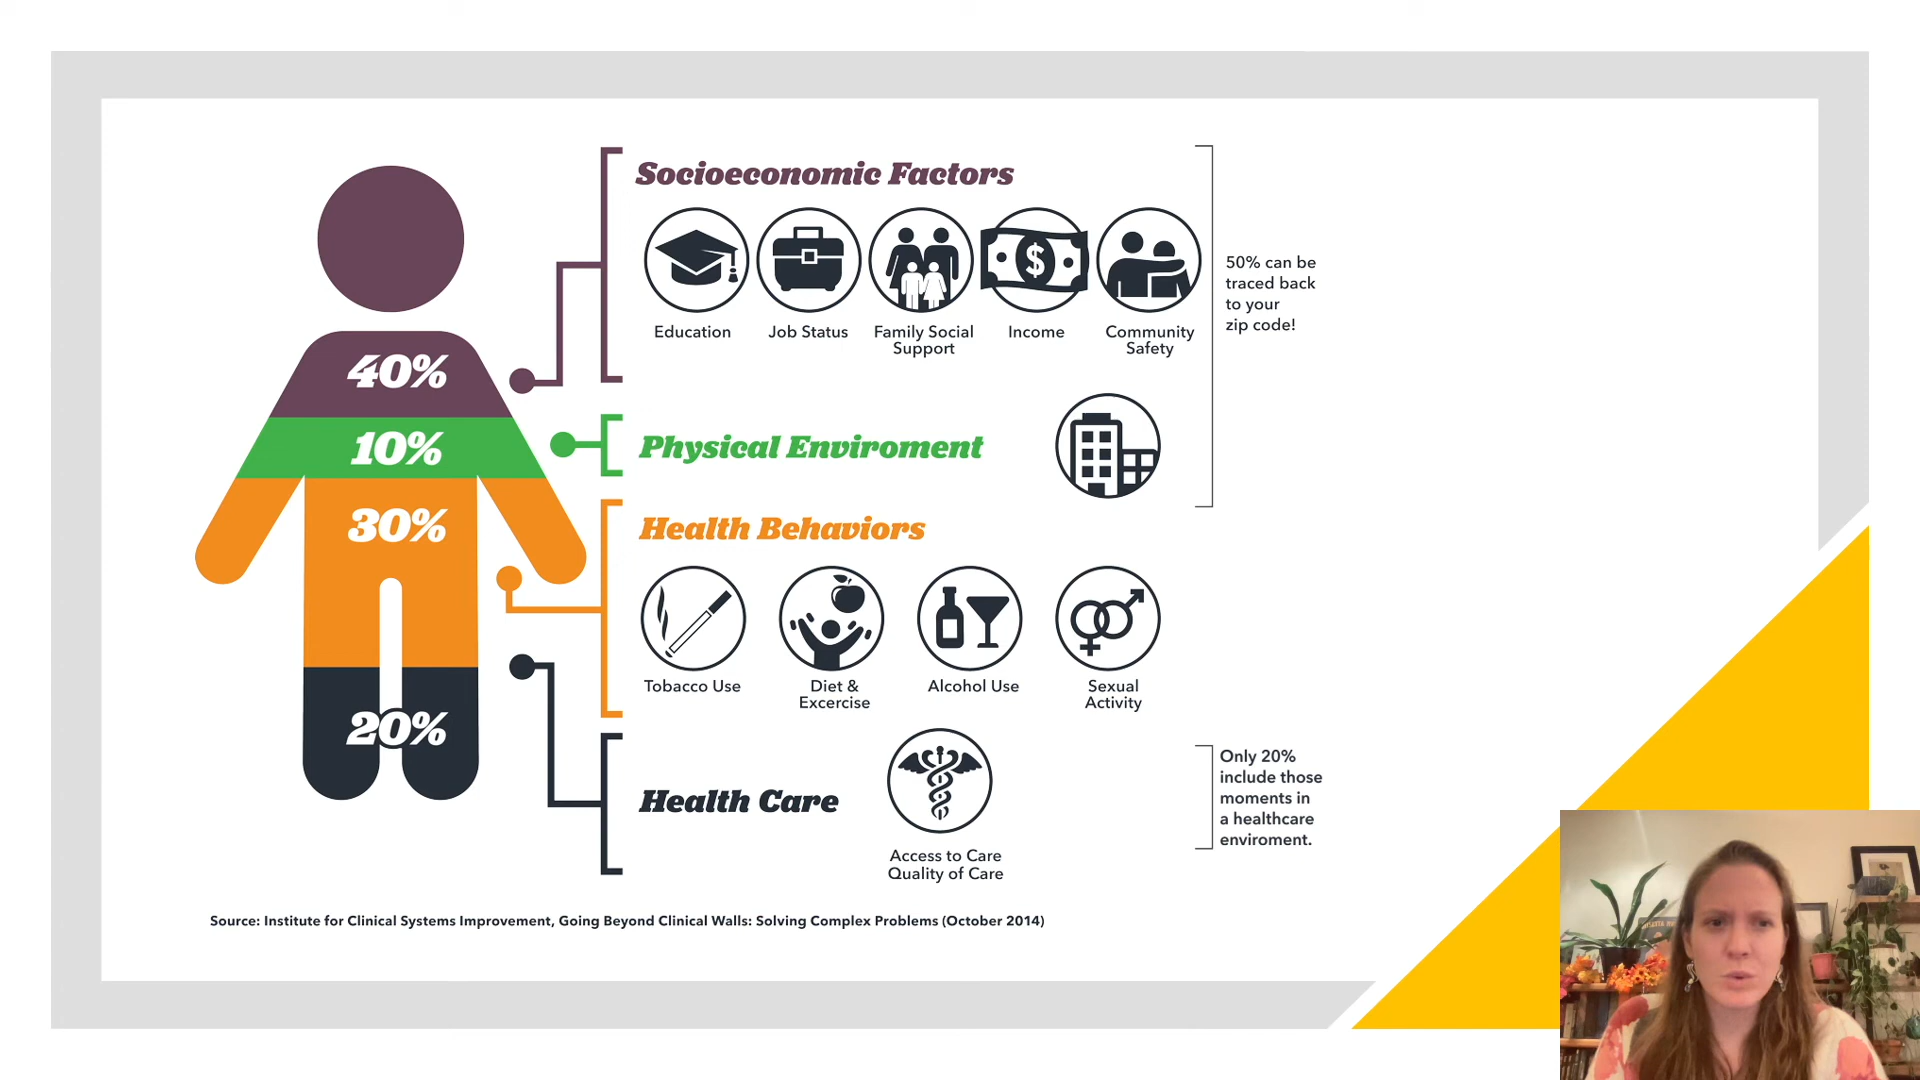 Socioeconomic Factors
Education
Job Status
Family Social
Support
Income
Community
Safety
50% can be
traced back
to your
zip code!
40%
10%
Physical Enviroment
30%
Health Behaviors
Tobacco Use
Diet &
Excercise
Alcohol Use
Sexual
Activity
20%
Health Care
Access to Care
Quality of Care
Only 20%
include those
moments in
a healthcare
enviroment.
Source: Institute for Clinical Systems Improvement, Going Beyond Clinical Walls: Solving Complex Problems (October 2014)